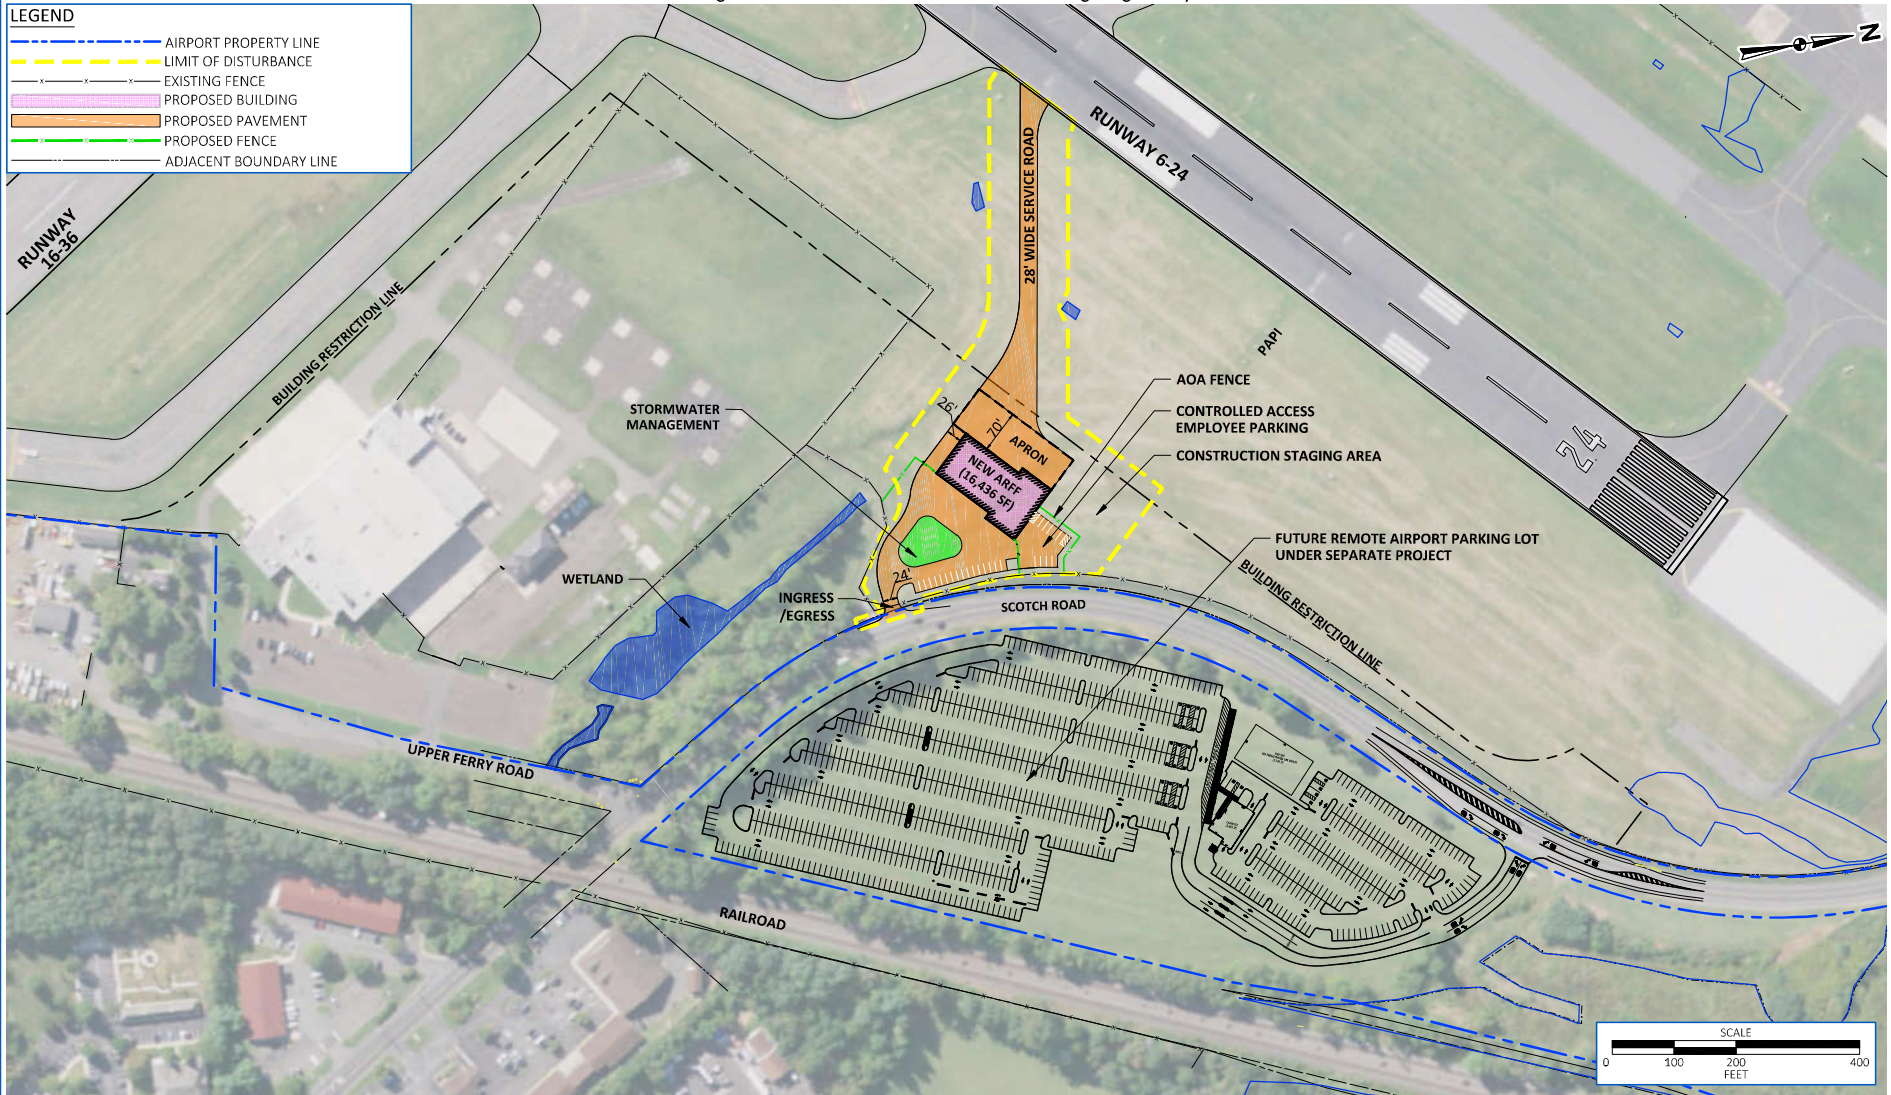 LEGEND
AIRPORT PROPERTY LINE
LIMIT OF DISTURBANCE
EXISTING FENCE
PROPOSED BUILDING
PROPOSED PAVEMENT
PROPOSED FENCE
ADJACENT BOUNDARY LINE
N
RUNWAY
16-36
RUNWAY 6-24
28' WIDE SERVICE ROAD
BUILDING RESTRICTION LINE
PAPI
AOA FENCE
CONTROLLED ACCESS
EMPLOYEE PARKING
CONSTRUCTION STAGING AREA
STORMWATER
MANAGEMENT
26'
70'
APRON
NEW ARFF
(16,436 SF)
24
24'
WETLAND
INGRESS
/EGRESS
SCOTCH ROAD
FUTURE REMOTE AIRPORT PARKING LOT
UNDER SEPARATE PROJECT
BUILDING RESTRICTION LINE
UPPER FERRY ROAD
RAILROAD
SCALE
0 100 200 400
FEET